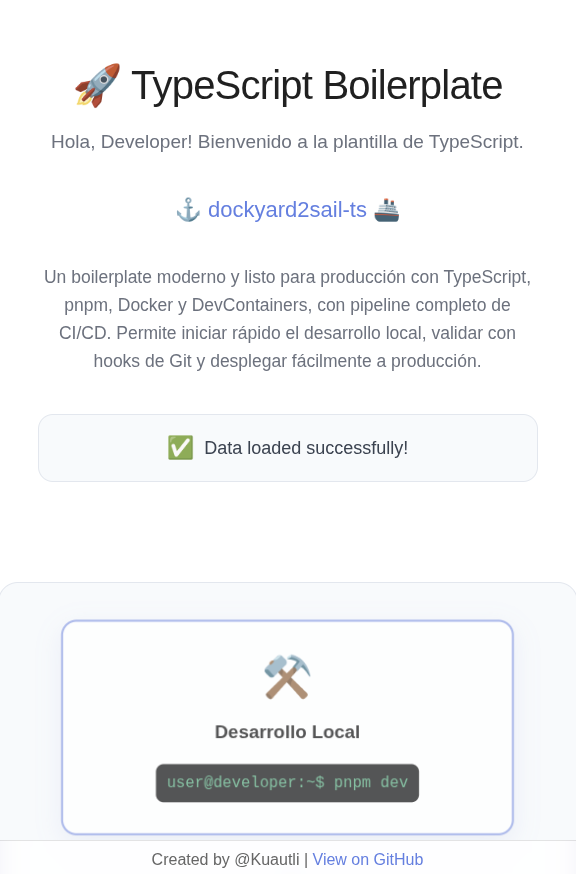 🚀 TypeScript Boilerplate
Hola, Developer! Bienvenido a la plantilla de TypeScript.
⚓ dockyard2sail-ts 🚢
Un boilerplate moderno y listo para producción con TypeScript,
pnpm, Docker y DevContainers, con pipeline completo de
CI/CD. Permite iniciar rápido el desarrollo local, validar con
hooks de Git y desplegar fácilmente a producción.
✅ Data loaded successfully!
Desarrollo Local
user@developer:~$ pnpm dev
Created by @Kuautli | View on GitHub